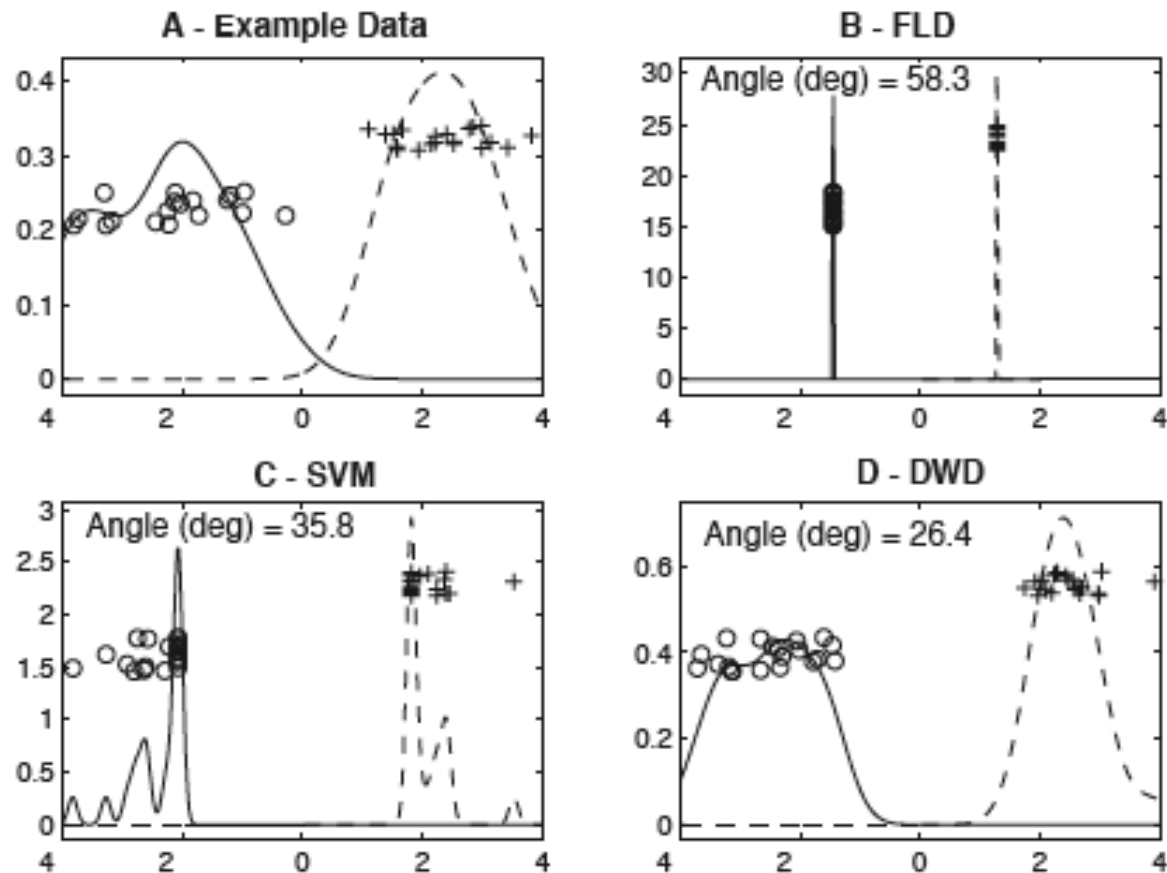 A - Example Data
0.4
0.3
0.2
0.1
0
4 2 0 2 4
B - FLD
Angle (deg) = 58.3
30
25
20
15
10
5
0
4 2 0 2 4
C - SVM
Angle (deg) = 35.8
3
2.5
2
1.5
1
0.5
0
4 2 0 2 4
D - DWD
Angle (deg) = 26.4
0.6
0.4
0.2
0
4 2 0 2 4